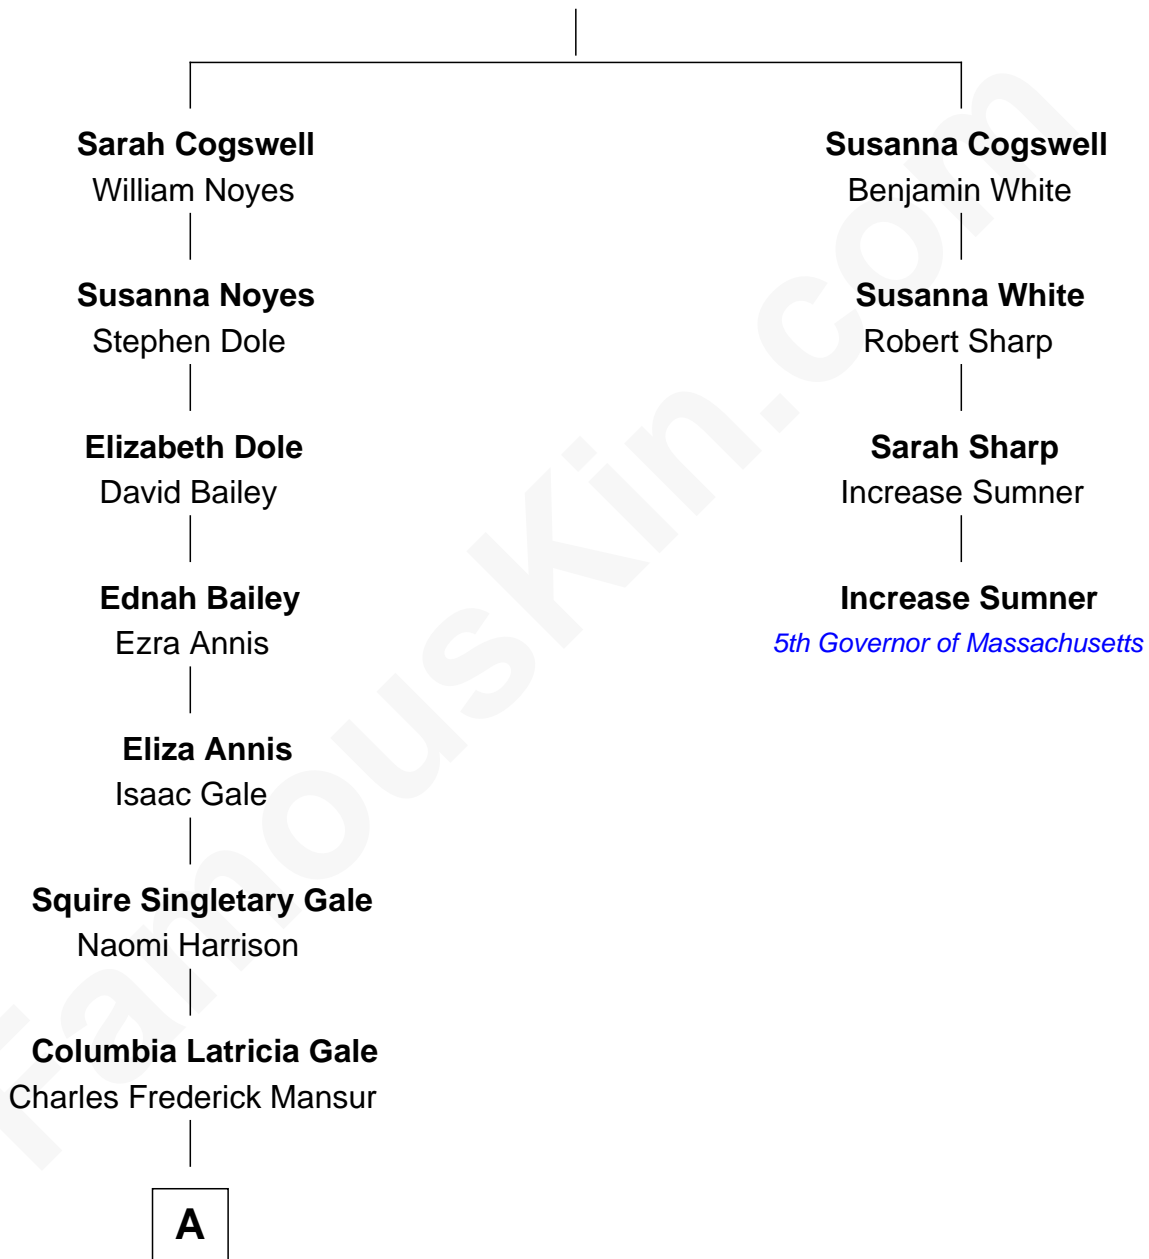 Sarah Cogswell
William Noyes
Susanna Noyes
Stephen Dole
Elizabeth Dole
David Bailey
Ednah Bailey
Ezra Annis
Eliza Annis
Isaac Gale
Squire Singletary Gale
Naomi Harrison
Columbia Latricia Gale
Charles Frederick Mansur
A
Susanna Cogswell
Benjamin White
Susanna White
Robert Sharp
Sarah Sharp
Increase Sumner
Increase Sumner
5th Governor of Massachusetts
FamousKin.com